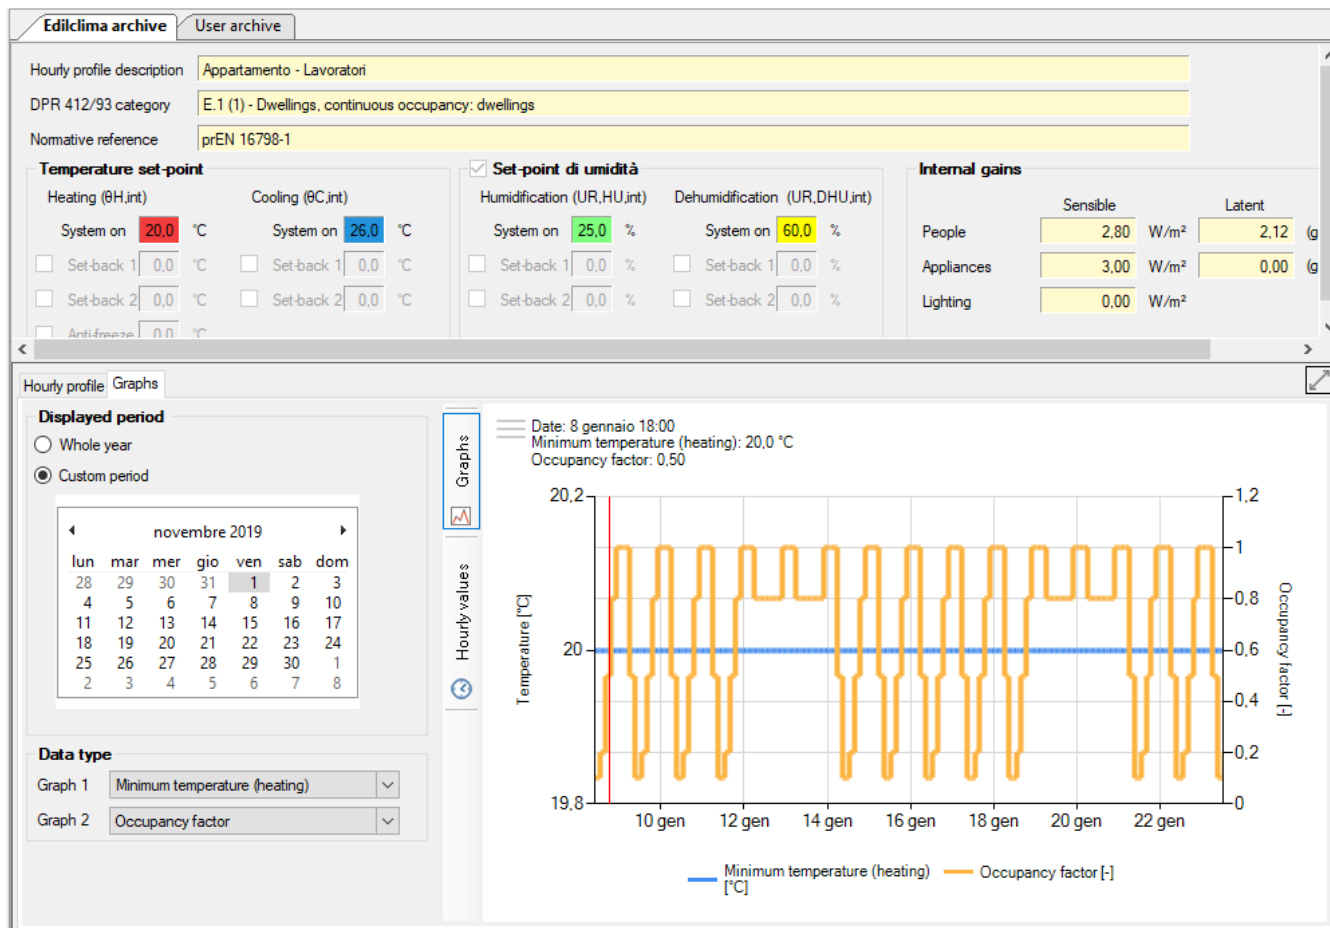 Edilclima archive User archive
Hourly profile description Appartamento - Lavoratori
DPR 412/93 category E.1 (1) - Dwellings, continuous occupancy: dwellings
Normative reference prEN 16798-1
Temperature set-point
Heating (θH,int) Cooling (θC,int)
System on 20,0 °C System on 26,0 °C
Set-back 1 0,0 °C Set-back 1 0,0 °C
Set-back 2 0,0 °C Set-back 2 0,0 °C
Anti-freeze 0,0 °C
Set-point di umidità
Humidification (UR,HU,int) Dehumidification (UR,DHU,int)
System on 25,0 % System on 60,0 %
Set-back 1 0,0 % Set-back 1 0,0 %
Set-back 2 0,0 % Set-back 2 0,0 %
Internal gains
Sensible Latent
People 2,80 W/m² 2,12 (g
Appliances 3,00 W/m² 0,00 (g
Lighting 0,00 W/m²
Hourly profile Graphs
Displayed period
Whole year
Custom period
novembre 2019
lun mar mer gio ven sab dom
28 29 30 31 1 2 3
4 5 6 7 8 9 10
11 12 13 14 15 16 17
18 19 20 21 22 23 24
25 26 27 28 29 30 1
2 3 4 5 6 7 8
Data type
Graph 1 Minimum temperature (heating)
Graph 2 Occupancy factor
Graphs
Hourly values
Date: 8 gennaio 18:00
Minimum temperature (heating): 20,0 °C
Occupancy factor: 0,50
Temperature [°C]
20,2
20
19,8
1,2
1
0,8
0,6
0,4
0,2
0
Occupancy factor [-]
10 gen 12 gen 14 gen 16 gen 18 gen 20 gen 22 gen
Minimum temperature (heating)
[°C]
Occupancy factor [-]